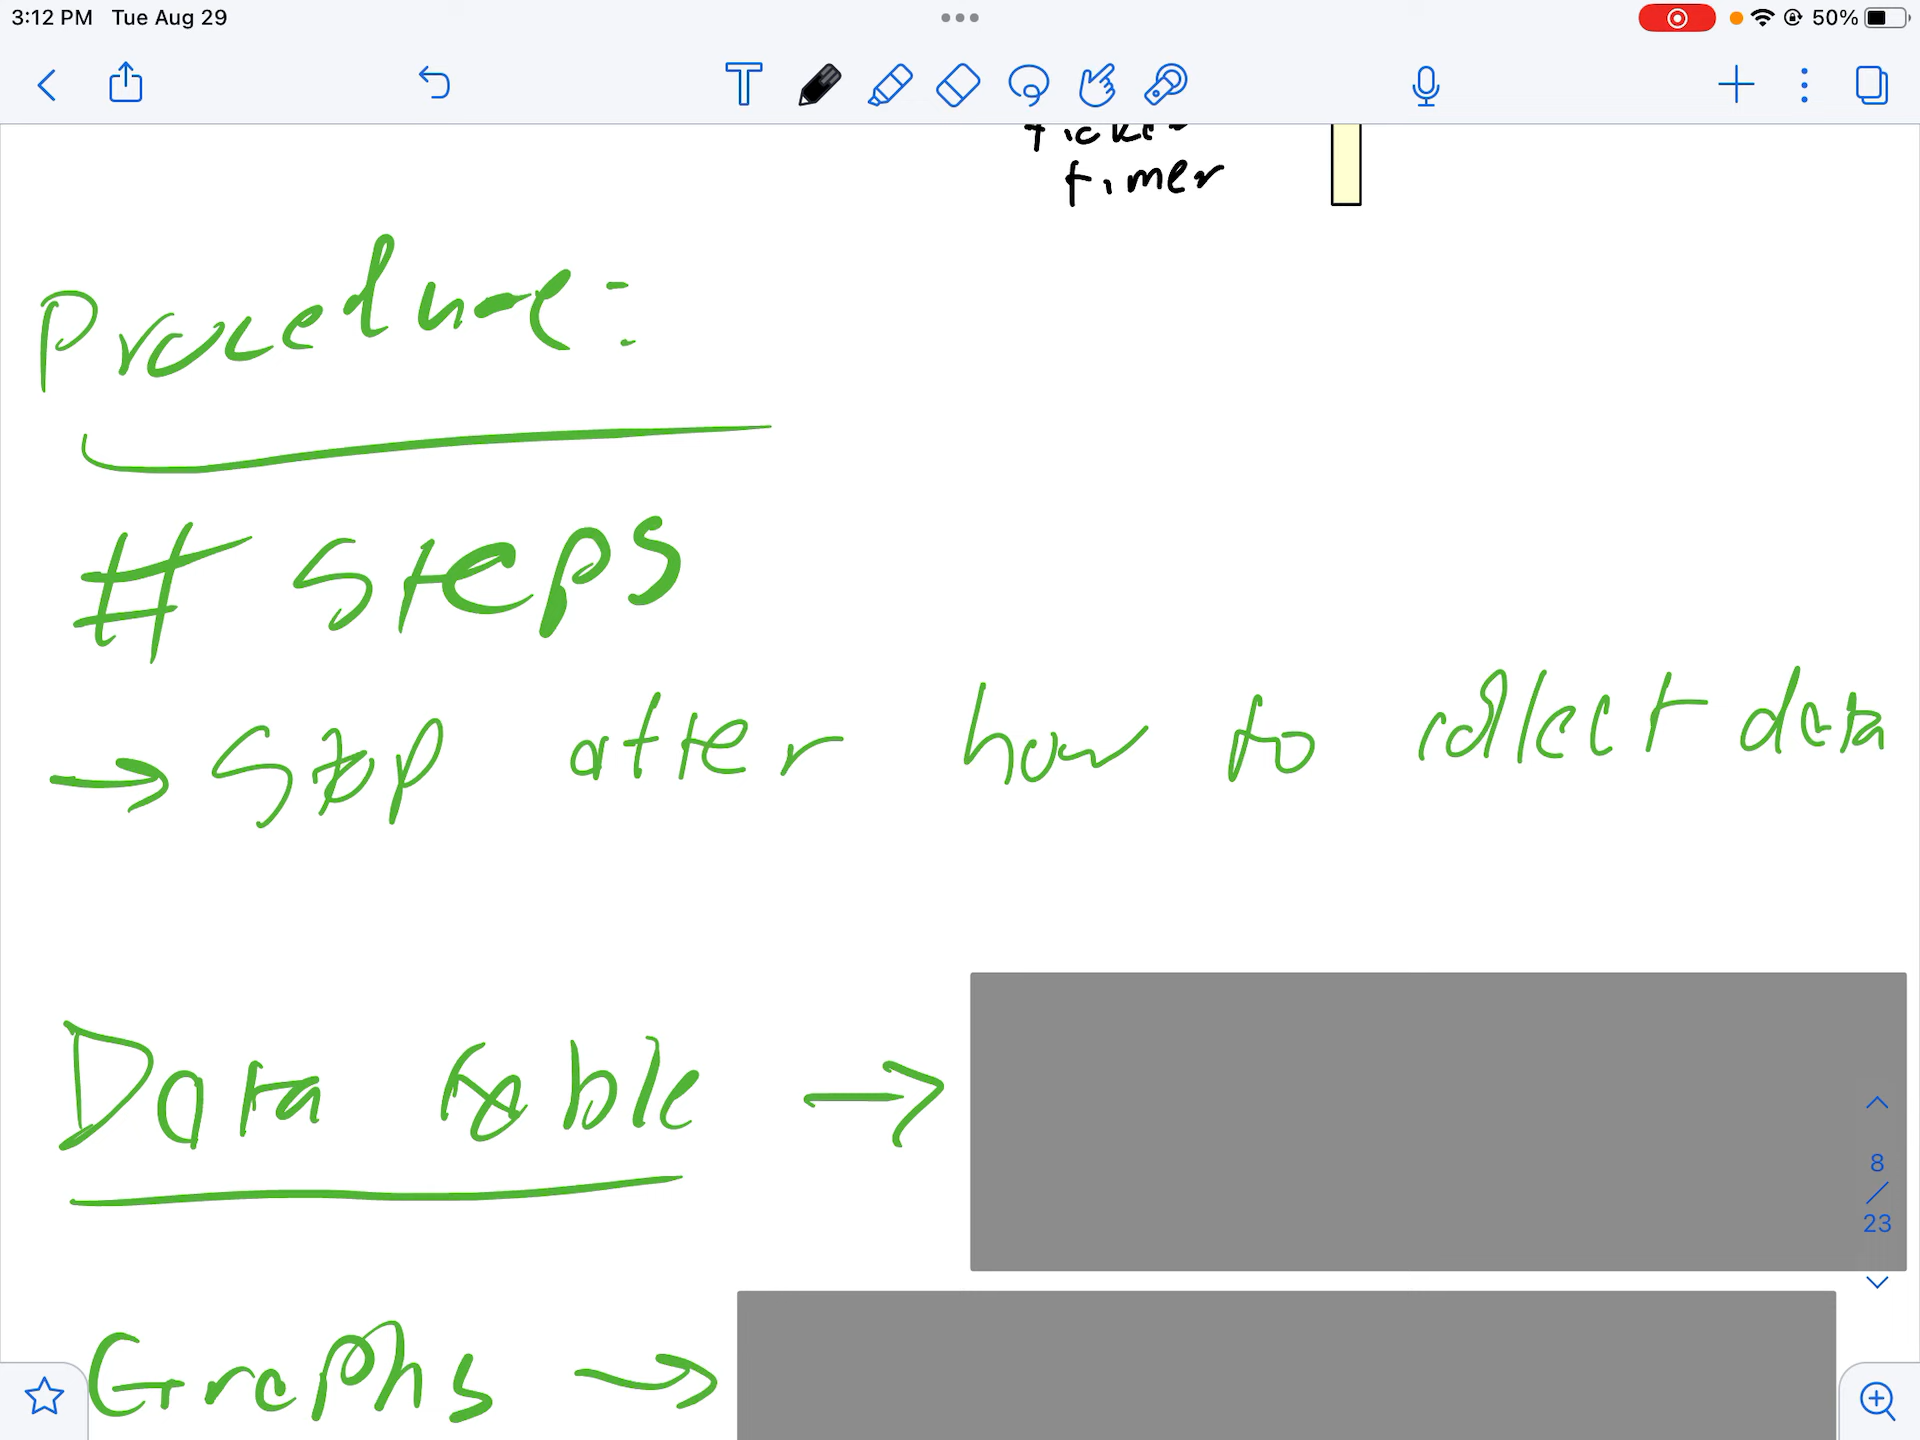 3:12 PM Tue Aug 29
50%
timer
Procedure:
# steps
→ Stop after how to collect data
Data table →
8
/
23
Graphs →